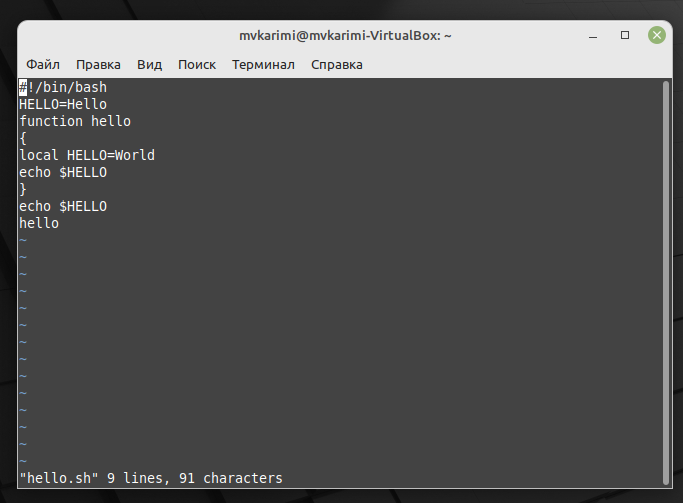 mvkarimi@mvkarimi-VirtualBox: ~
Файл Правка Вид Поиск Терминал Справка
#!/bin/bash
HELLO=Hello
function hello
{
local HELLO=World
echo $HELLO
}
echo $HELLO
hello
~
~
~
~
~
~
~
~
~
~
~
~
~
~
"hello.sh" 9 lines, 91 characters